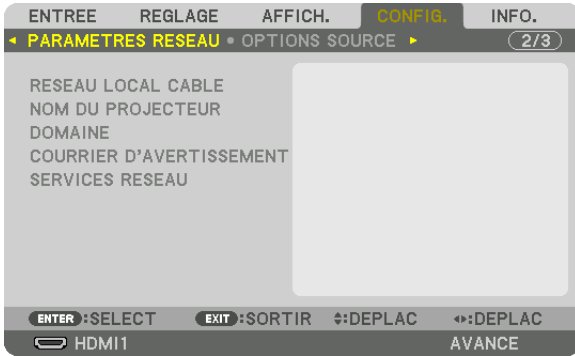 ENTREE REGLAGE AFFICH. CONFIG. INFO.
PARAMETRES RESEAU • OPTIONS SOURCE 2/3
RESEAU LOCAL CABLE
NOM DU PROJECTEUR
DOMAINE
COURRIER D'AVERTISSEMENT
SERVICES RESEAU
ENTER :SELECT EXIT :SORTIR :DEPLAC :DEPLAC
HDMI1 AVANCE